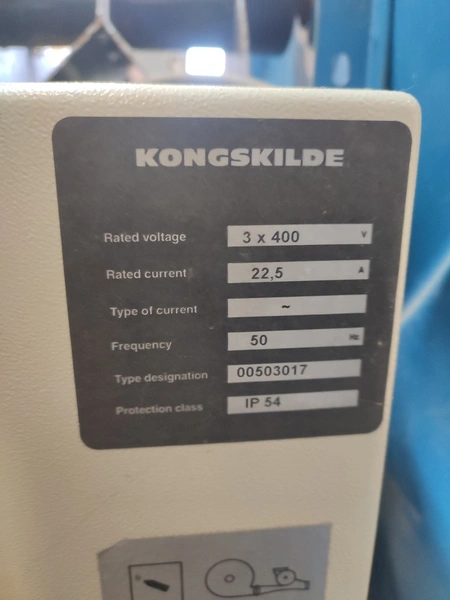 KONGSKILDE
Rated voltage 3 x 400 V
Rated current 22,5 A
Type of current ~
Frequency 50 Hz
Type designation 00503017
Protection class IP 54